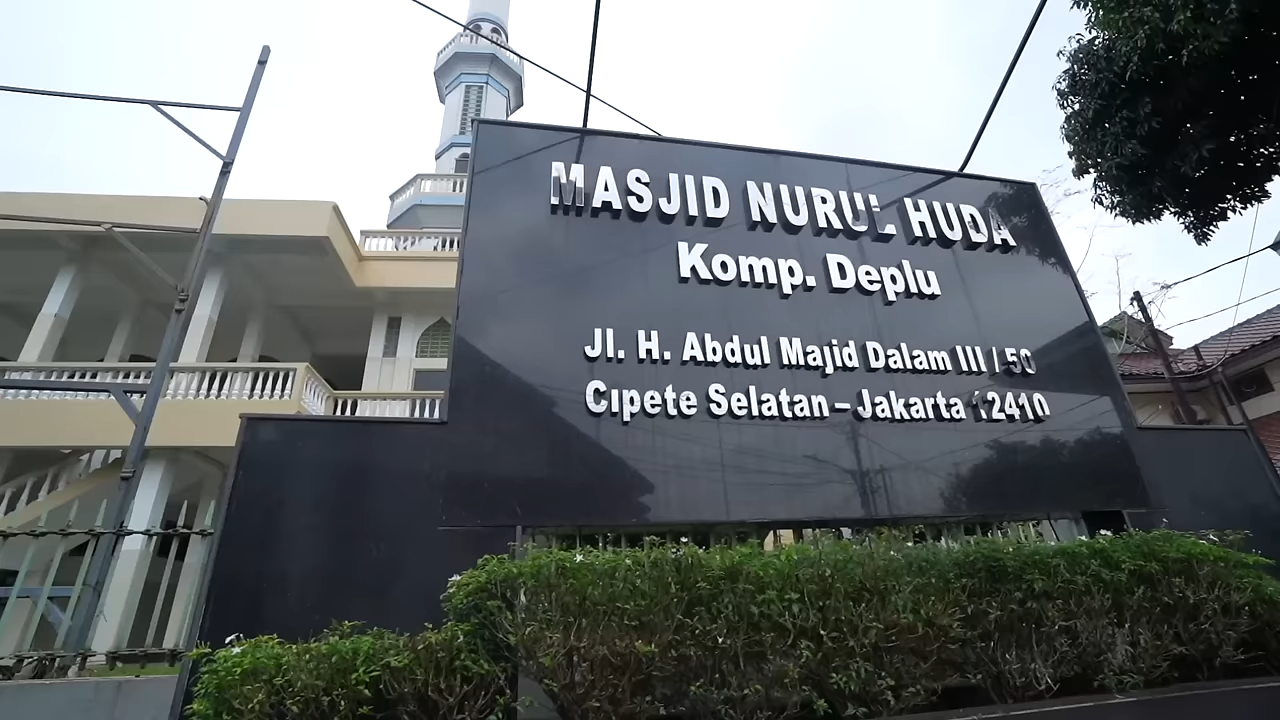 MASJID NURUL HUDA
Komp. Deplu
Jl. H. Abdul Majid Dalam III / 50
Cipete Selatan – Jakarta 12410